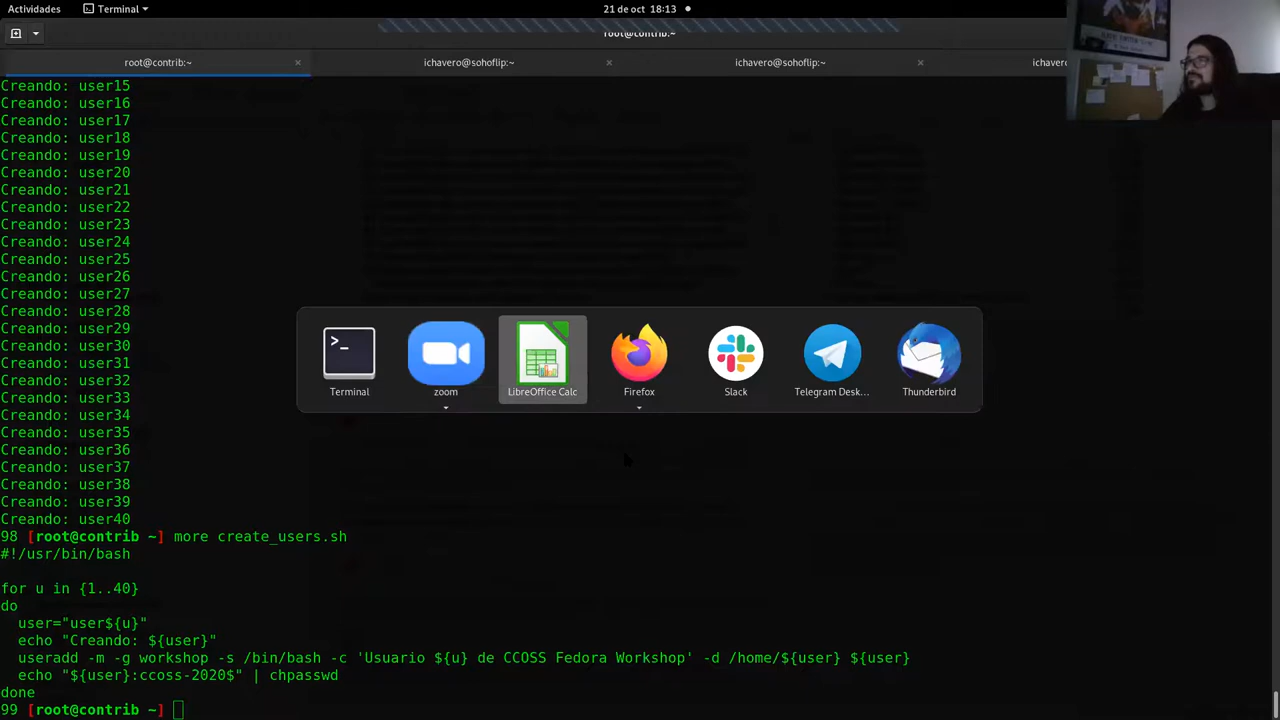 Actividades
Terminal
21 de oct 18:13
root@contrib:~
root@contrib:~
ichavero@sohoflip:~
ichavero@sohoflip:~
Creando: user15
Creando: user16
Creando: user17
Creando: user18
Creando: user19
Creando: user20
Creando: user21
Creando: user22
Creando: user23
Creando: user24
Creando: user25
Creando: user26
Creando: user27
Creando: user28
Creando: user29
Creando: user30
Creando: user31
Creando: user32
Creando: user33
Creando: user34
Creando: user35
Creando: user36
Creando: user37
Creando: user38
Creando: user39
Creando: user40
Terminal
zoom
LibreOffice Calc
Firefox
Slack
Telegram Desk...
Thunderbird
98 [root@contrib ~] more create_users.sh
#!/usr/bin/bash
for u in {1..40}
do
user="user${u}"
echo "Creando: ${user}"
useradd -m -g workshop -s /bin/bash -c 'Usuario ${u} de CCOSS Fedora Workshop' -d /home/${user} ${user}
echo "${user}:ccoss-2020$" | chpasswd
done
99 [root@contrib ~]